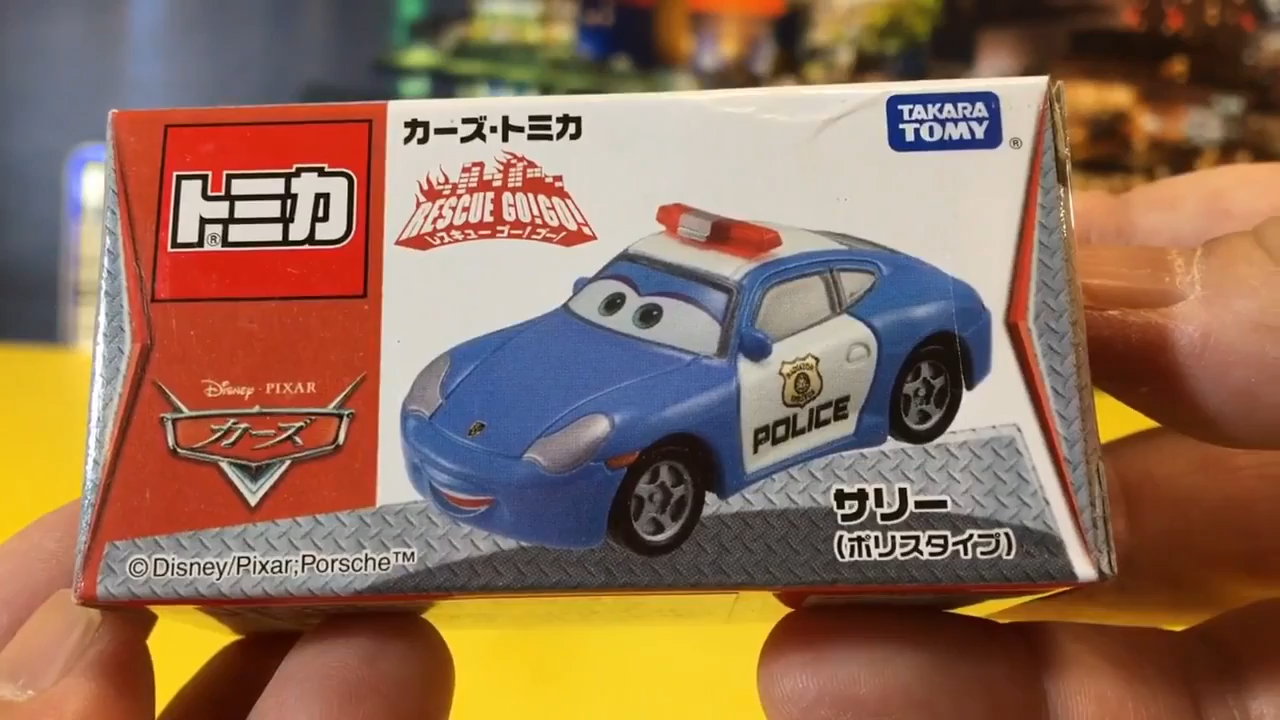 トミカ®
カーズ・トミカ
RESCUE GO!GO!
レスキュー ゴー!ゴー!
TAKARA
TOMY®
Disney・PIXAR
カーズ
POLICE
サリー
(ポリスタイプ)
©Disney/Pixar;Porsche™